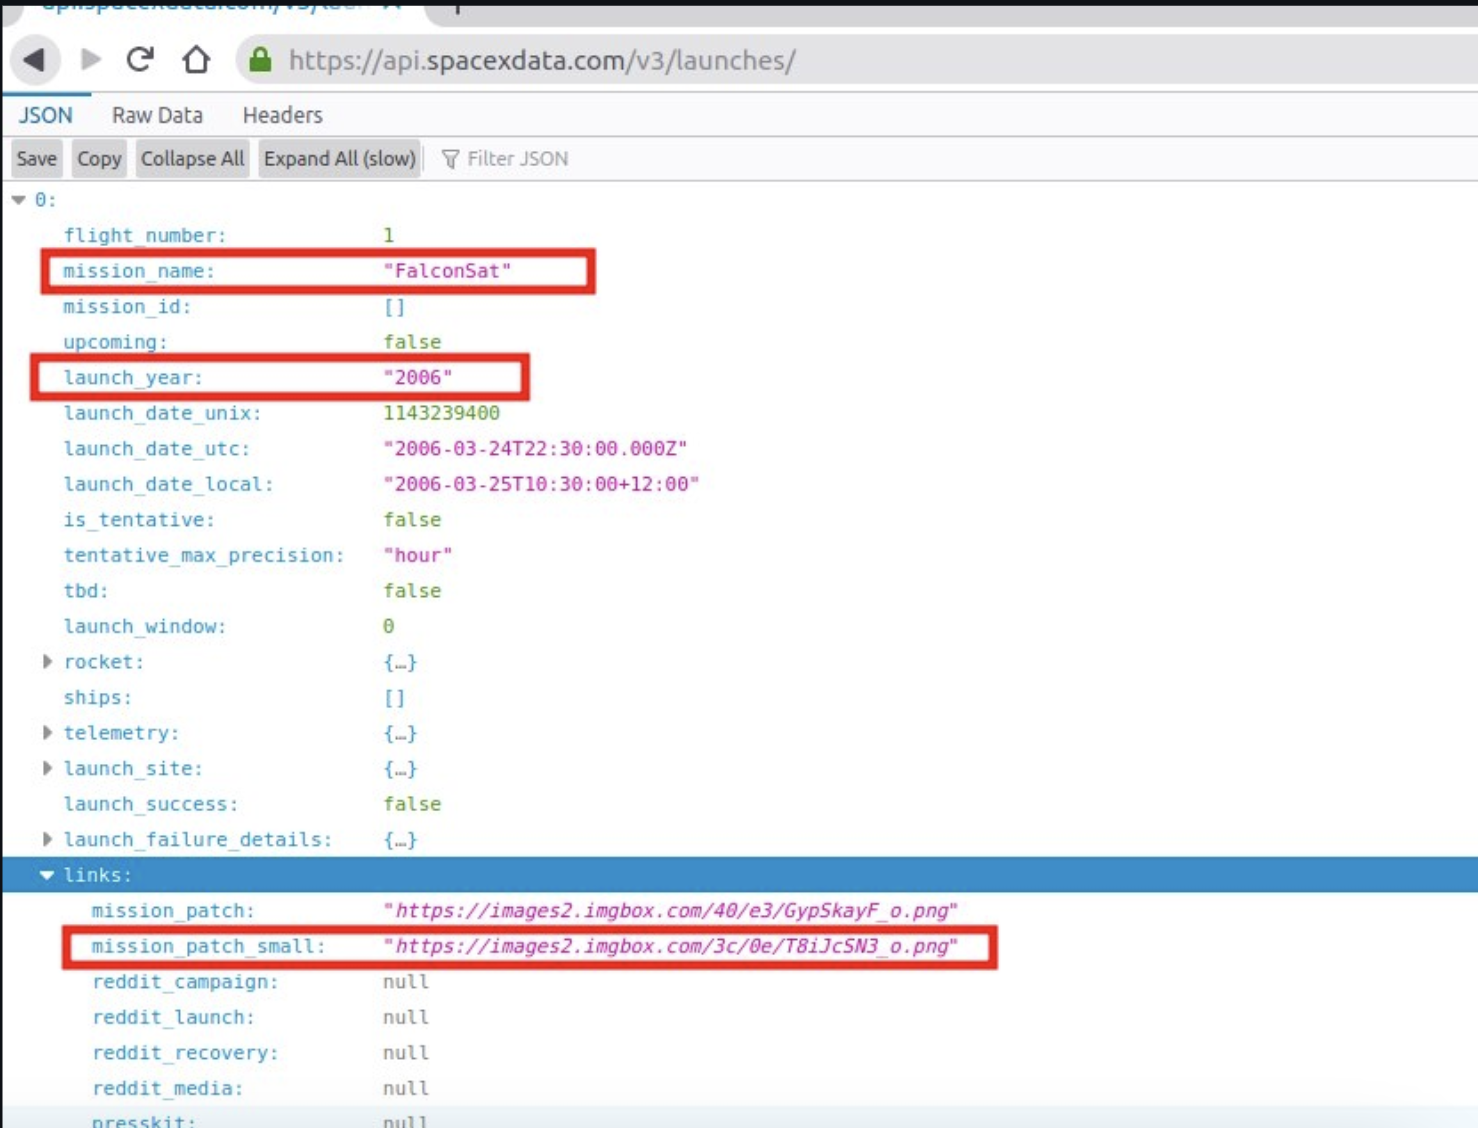 https://api.spacexdata.com/v3/launches/
JSON Raw Data Headers
Save Copy Collapse All Expand All (slow) Filter JSON
0:
flight_number: 1
mission_name: "FalconSat"
mission_id: []
upcoming: false
launch_year: "2006"
launch_date_unix: 1143239400
launch_date_utc: "2006-03-24T22:30:00.000Z"
launch_date_local: "2006-03-25T10:30:00+12:00"
is_tentative: false
tentative_max_precision: "hour"
tbd: false
launch_window: 0
rocket: {…}
ships: []
telemetry: {…}
launch_site: {…}
launch_success: false
launch_failure_details: {…}
links:
mission_patch: "https://images2.imgbox.com/40/e3/GypSkayF_o.png"
mission_patch_small: "https://images2.imgbox.com/3c/0e/T8iJcSN3_o.png"
reddit_campaign: null
reddit_launch: null
reddit_recovery: null
reddit_media: null
presskit: null